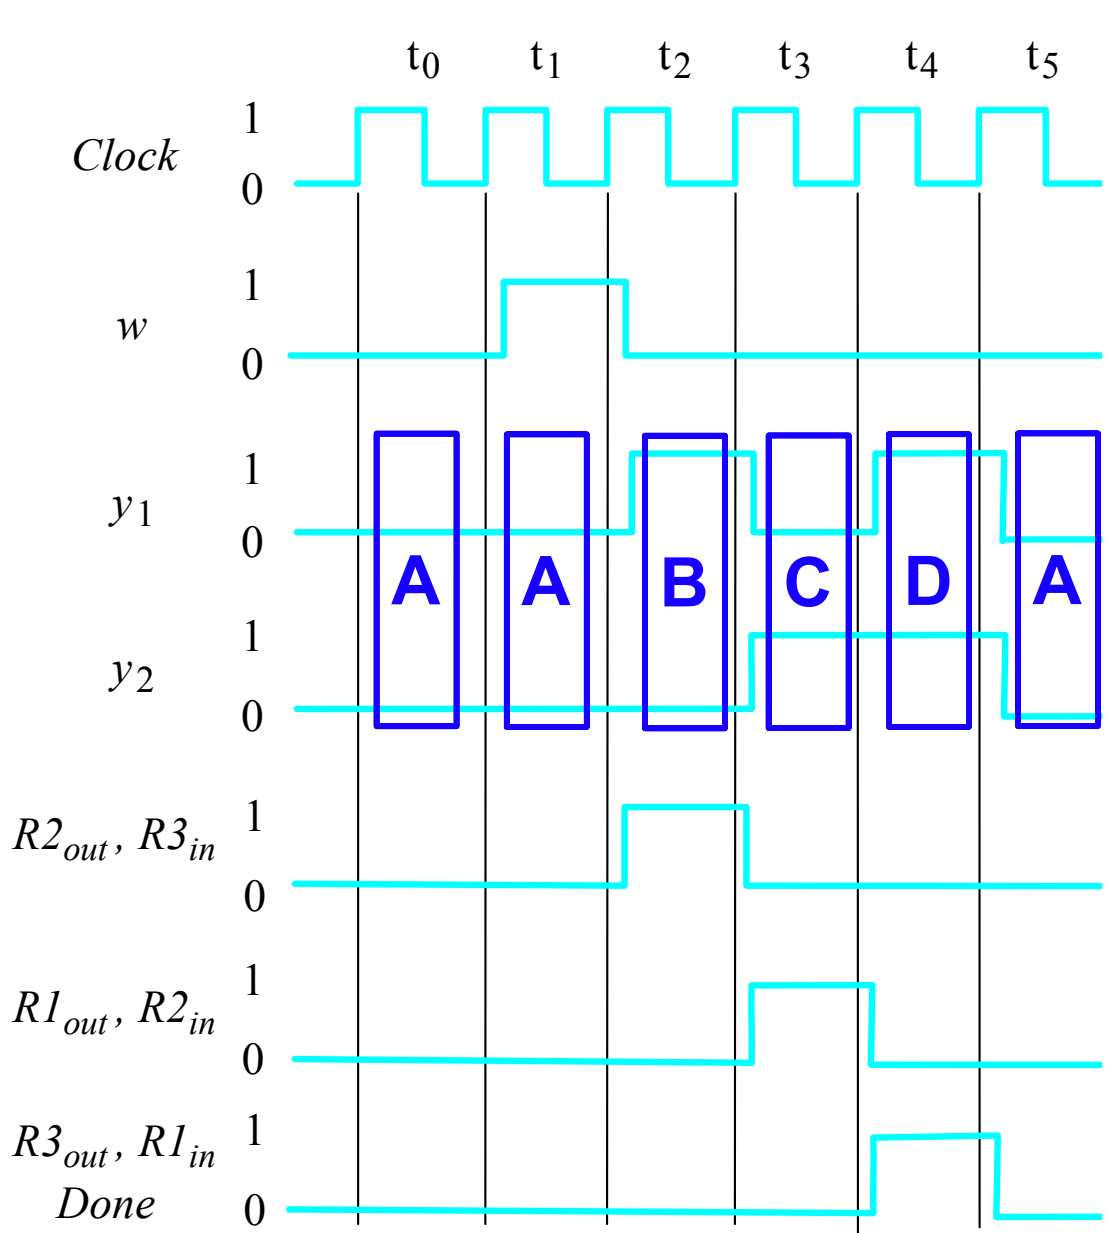 t0 t1 t2 t3 t4 t5
1
Clock
0
1
w
0
1
y1
0
A A B C D A
1
y2
0
1
R2out, R3in
0
1
R1out, R2in
0
1
R3out, R1in
Done 0